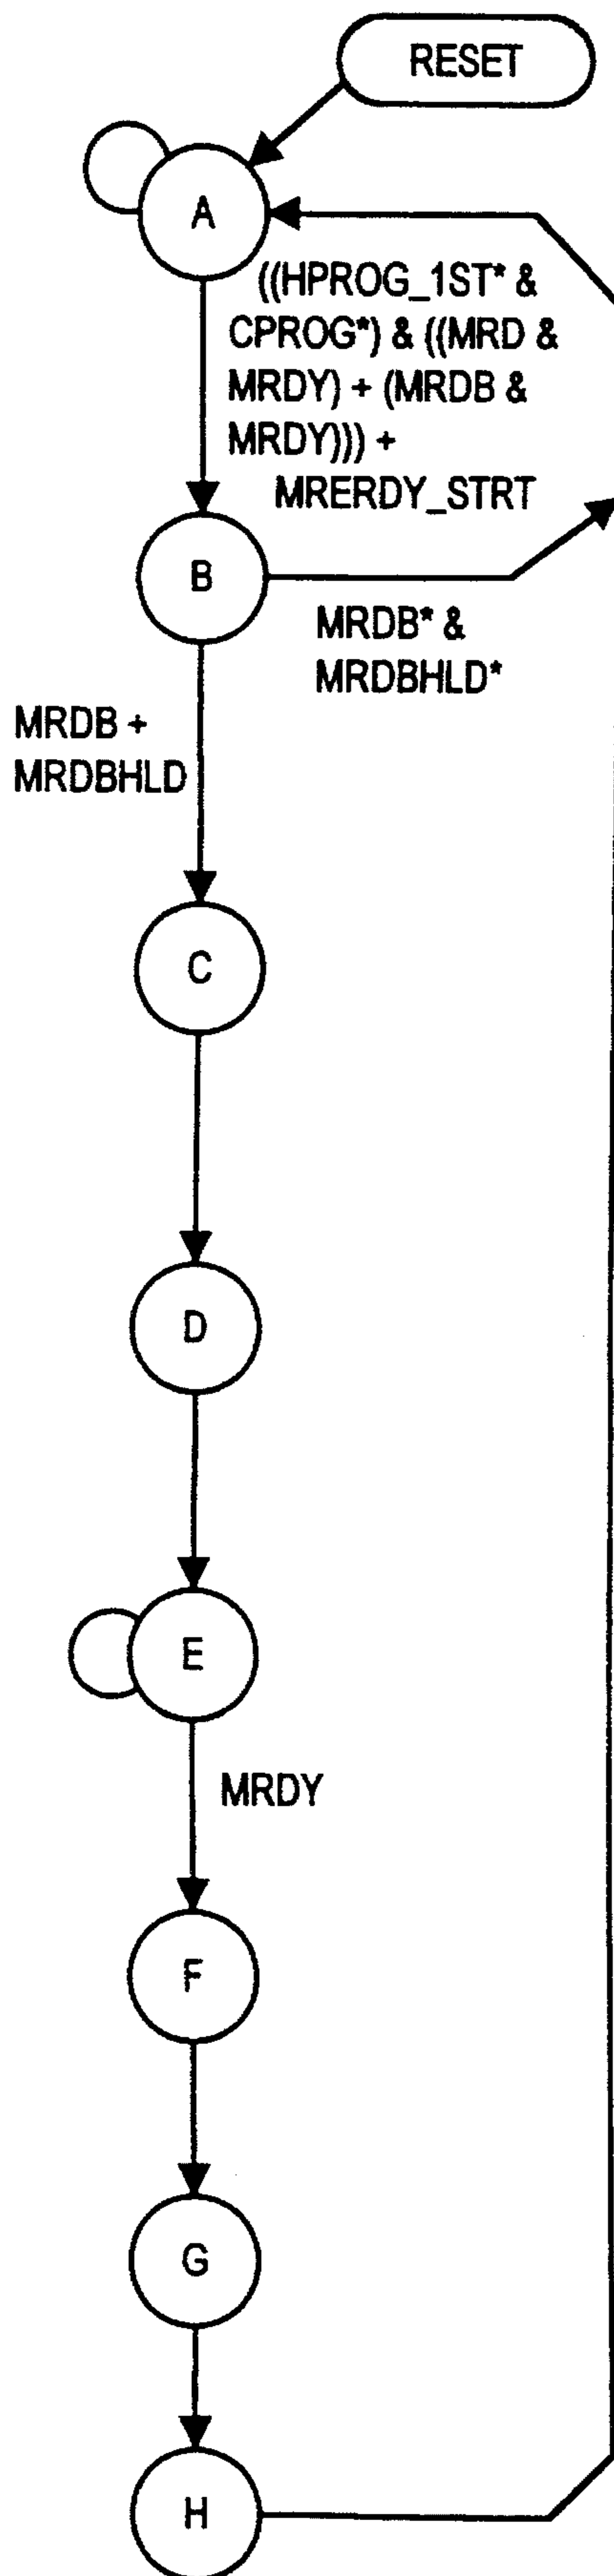 RESET
A
((HPROG_1ST* &
CPROG*) & ((MRD &
MRDY) + (MRDB &
MRDY))) +
MRERDY_STRT
B
MRDB* &
MRDBHLD*
MRDB +
MRDBHLD
C
D
E
MRDY
F
G
H